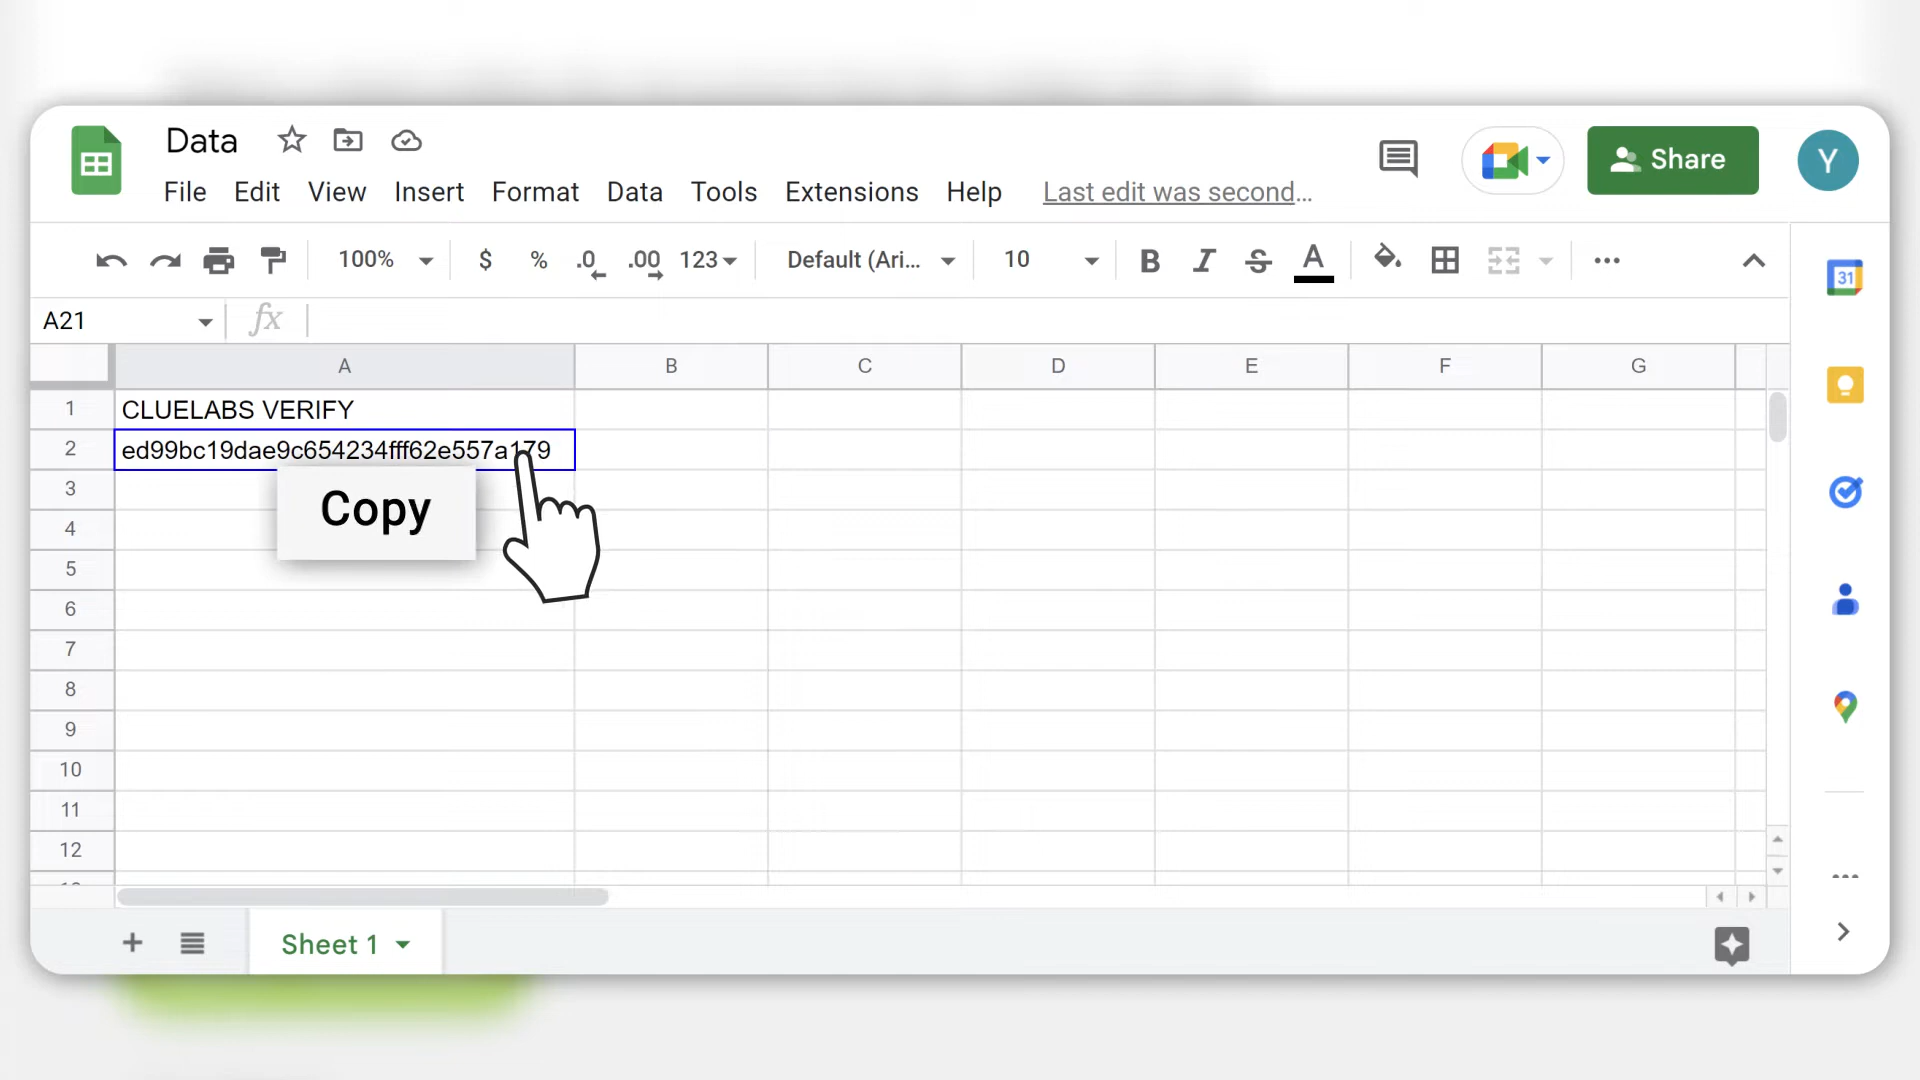 Data
File Edit View Insert Format Data Tools Extensions Help Last edit was second...
Share
Y
100% $ % .0 .00 123 Default (Ari... 10 B I S A
31
A21 fx
A B C D E F G
1 CLUELABS VERIFY
2 ed99bc19dae9c654234fff62e557a179
3
Copy
4
5
6
7
8
9
10
11
12
Sheet 1